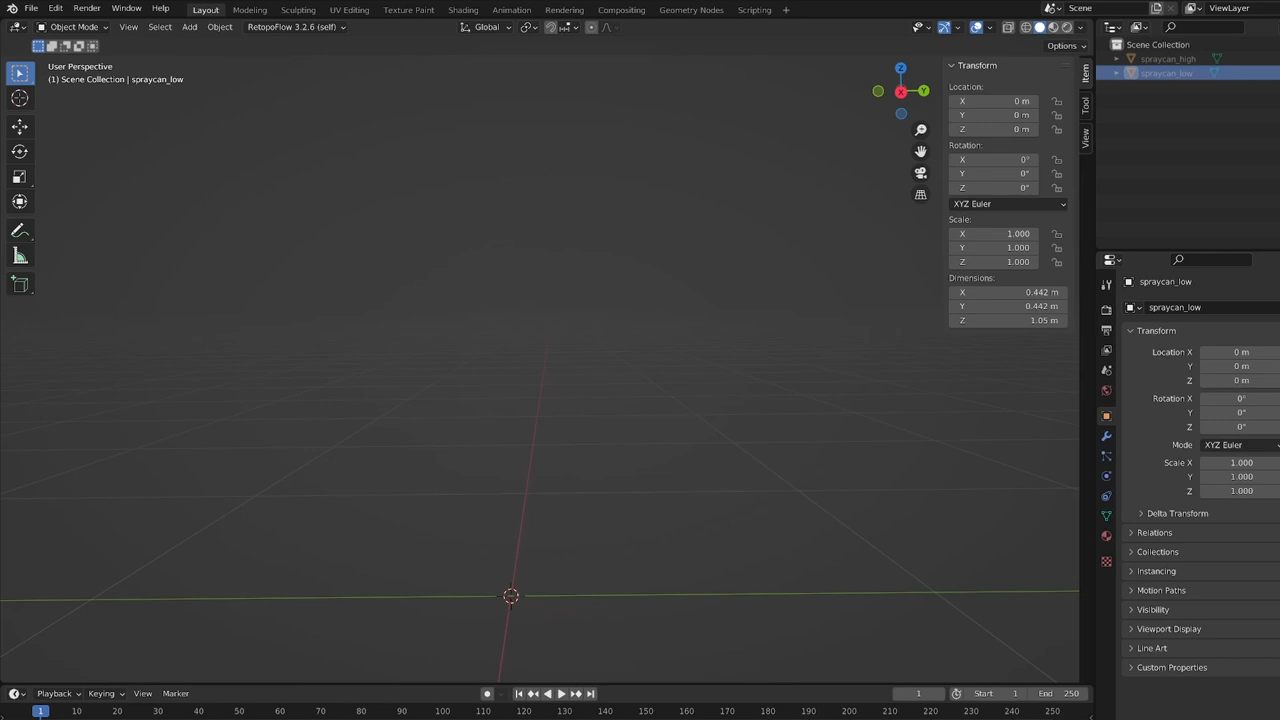 File Edit Render Window Help Layout Modeling Sculpting UV Editing Texture Paint Shading Animation Rendering Compositing Geometry Nodes Scripting + Scene ViewLayer
Object Mode View Select Add Object RetopoFlow 3.2.6 (self) Global
Options
User Perspective
(1) Scene Collection | spraycan_low
Z
X
Y
Transform
Location:
X 0 m
Y 0 m
Z 0 m
Rotation:
X 0°
Y 0°
Z 0°
XYZ Euler
Scale:
X 1.000
Y 1.000
Z 1.000
Dimensions:
X 0.442 m
Y 0.442 m
Z 1.05 m
Item
Tool
View
Scene Collection
spraycan_high
spraycan_low
spraycan_low
spraycan_low
Transform
Location X 0 m
Y 0 m
Z 0 m
Rotation X 0°
Y 0°
Z 0°
Mode XYZ Euler
Scale X 1.000
Y 1.000
Z 1.000
Delta Transform
Relations
Collections
Instancing
Motion Paths
Visibility
Viewport Display
Line Art
Custom Properties
Playback Keying View Marker 1 Start 1 End 250
1 10 20 30 40 50 60 70 80 90 100 110 120 130 140 150 160 170 180 190 200 210 220 230 240 250